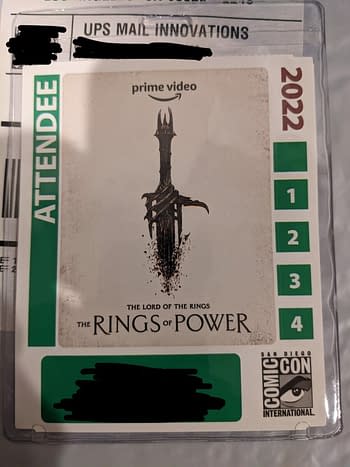 UPS MAIL INNOVATIONS
ATTENDEE
prime video
2022
1
2
3
4
THE LORD OF THE RINGS
THE RINGS OF POWER
SAN DIEGO
COMIC CON
INTERNATIONAL